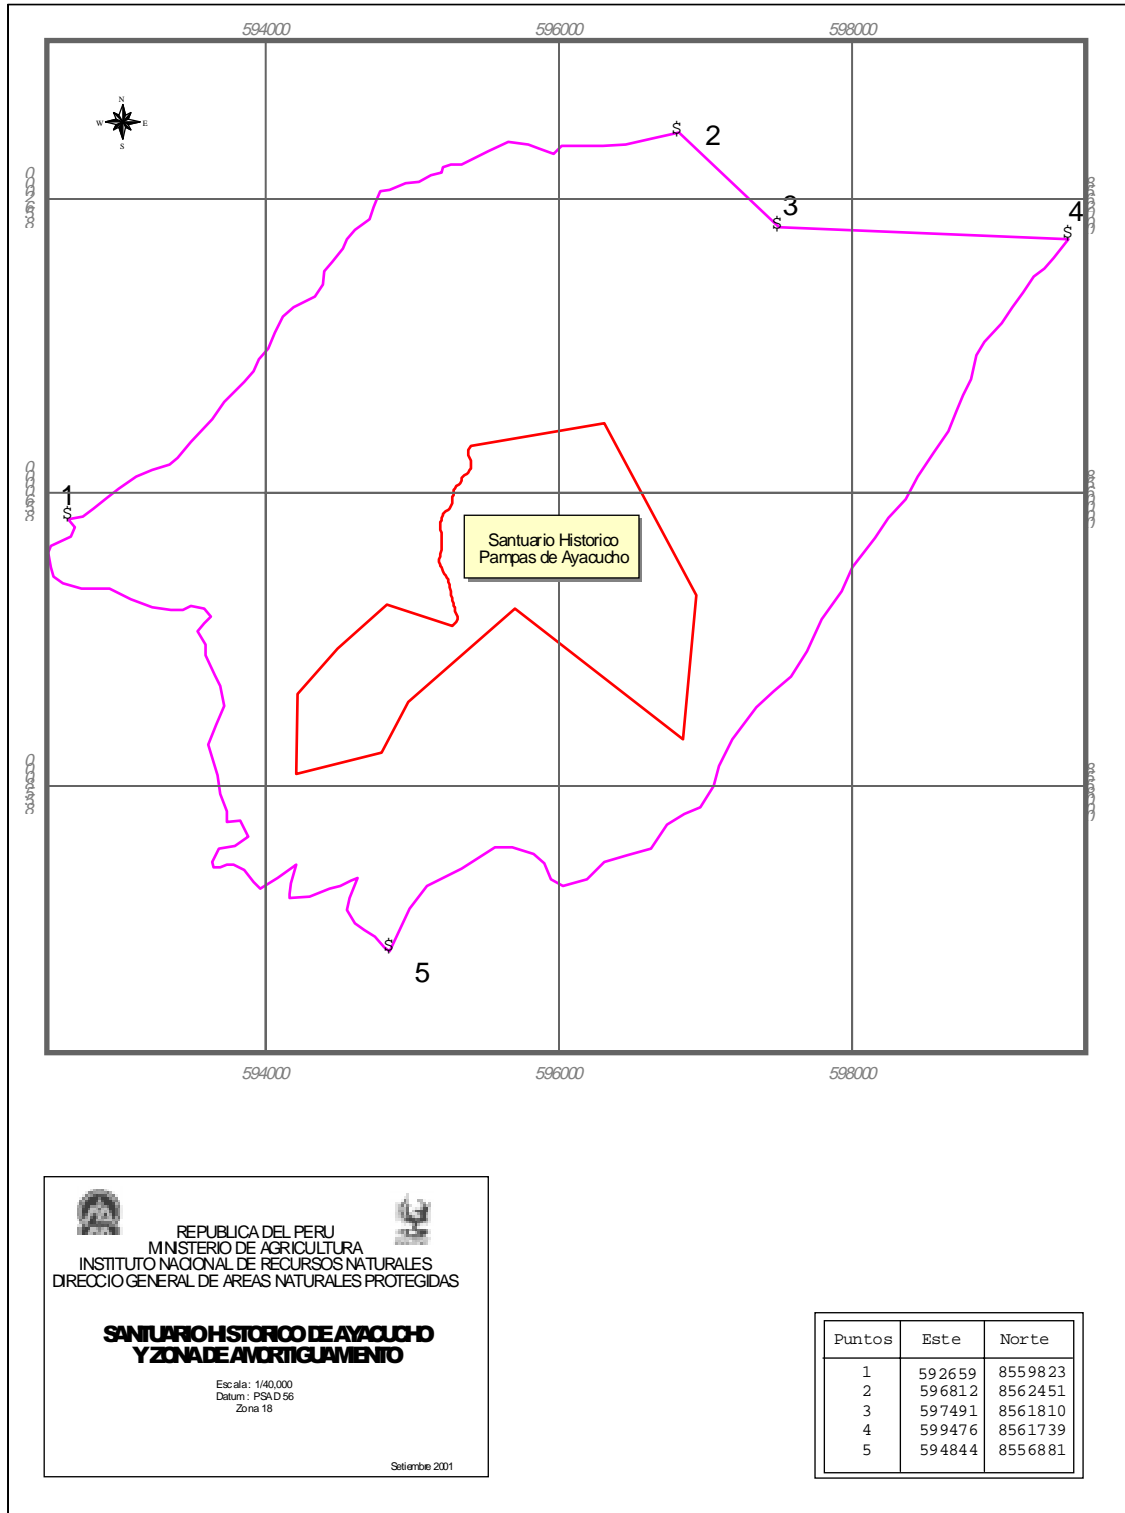 594000 596000 598000
N
W E
S
$ 2
$ 3
$ 4
8562000
1
$
8560000
Santuario Historico
Pampas de Ayacucho
8558000
$
5
594000 596000 598000
REPUBLICA DEL PERU
MINISTERIO DE AGRICULTURA
INSTITUTO NACIONAL DE RECURSOS NATURALES
DIRECCIO GENERAL DE AREAS NATURALES PROTEGIDAS
SANTUARIO HISTORICO DE AYACUCHO
Y ZONA DE AMORTIGUAMIENTO
Escala: 1/40,000
Datum: PSAD 56
Zona 18
Setiembre 2001
Puntos Este Norte
1 592659 8559823
2 596812 8562451
3 597491 8561810
4 599476 8561739
5 594844 8556881